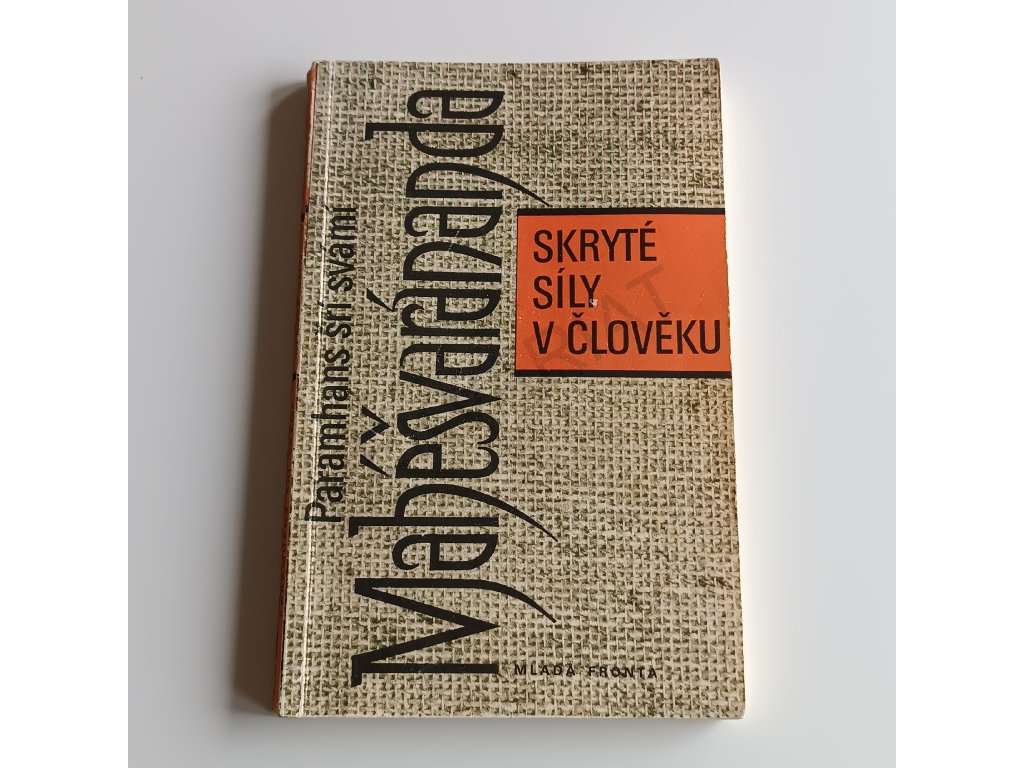 Paramhans šrí svámí
Mahéšvaránanda
SKRYTÉ
SÍLY
V ČLOVĚKU
MLADÁ FRONTA